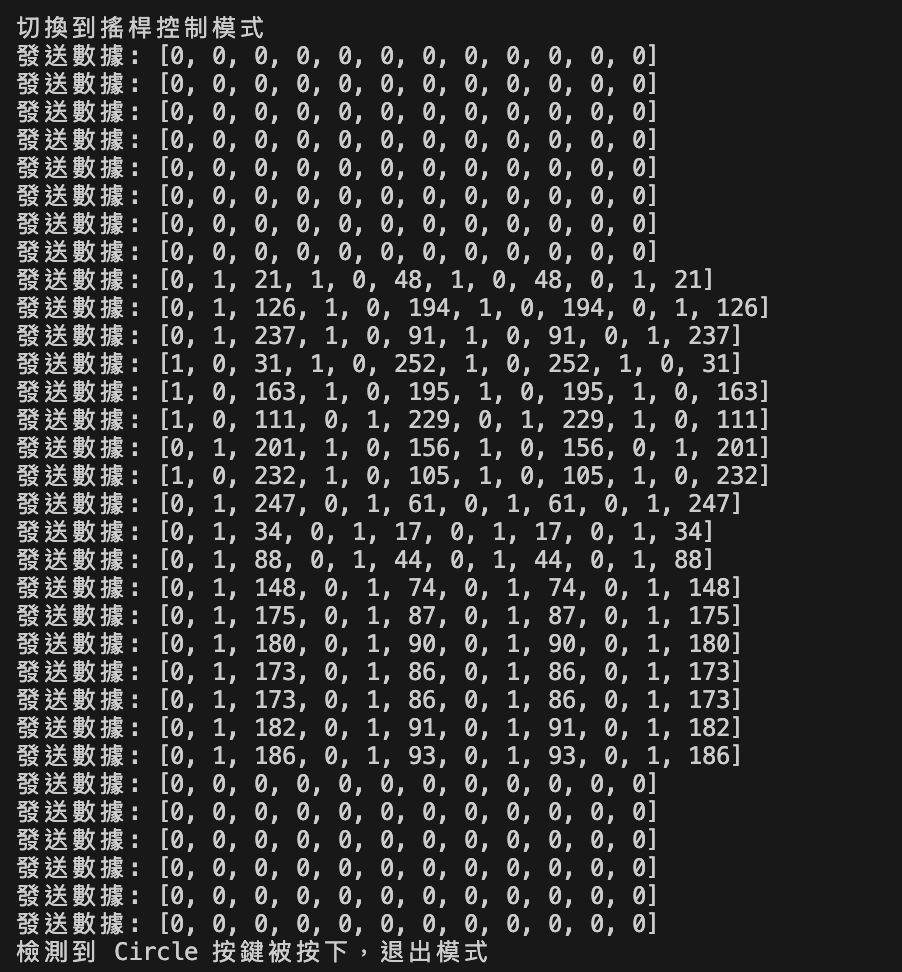 切換到搖桿控制模式
發送數據: [0, 0, 0, 0, 0, 0, 0, 0, 0, 0, 0, 0]
發送數據: [0, 0, 0, 0, 0, 0, 0, 0, 0, 0, 0, 0]
發送數據: [0, 0, 0, 0, 0, 0, 0, 0, 0, 0, 0, 0]
發送數據: [0, 0, 0, 0, 0, 0, 0, 0, 0, 0, 0, 0]
發送數據: [0, 0, 0, 0, 0, 0, 0, 0, 0, 0, 0, 0]
發送數據: [0, 0, 0, 0, 0, 0, 0, 0, 0, 0, 0, 0]
發送數據: [0, 0, 0, 0, 0, 0, 0, 0, 0, 0, 0, 0]
發送數據: [0, 0, 0, 0, 0, 0, 0, 0, 0, 0, 0, 0]
發送數據: [0, 1, 21, 1, 0, 48, 1, 0, 48, 0, 1, 21]
發送數據: [0, 1, 126, 1, 0, 194, 1, 0, 194, 0, 1, 126]
發送數據: [0, 1, 237, 1, 0, 91, 1, 0, 91, 0, 1, 237]
發送數據: [1, 0, 31, 1, 0, 252, 1, 0, 252, 1, 0, 31]
發送數據: [1, 0, 163, 1, 0, 195, 1, 0, 195, 1, 0, 163]
發送數據: [1, 0, 111, 0, 1, 229, 0, 1, 229, 1, 0, 111]
發送數據: [0, 1, 201, 1, 0, 156, 1, 0, 156, 0, 1, 201]
發送數據: [1, 0, 232, 1, 0, 105, 1, 0, 105, 1, 0, 232]
發送數據: [0, 1, 247, 0, 1, 61, 0, 1, 61, 0, 1, 247]
發送數據: [0, 1, 34, 0, 1, 17, 0, 1, 17, 0, 1, 34]
發送數據: [0, 1, 88, 0, 1, 44, 0, 1, 44, 0, 1, 88]
發送數據: [0, 1, 148, 0, 1, 74, 0, 1, 74, 0, 1, 148]
發送數據: [0, 1, 175, 0, 1, 87, 0, 1, 87, 0, 1, 175]
發送數據: [0, 1, 180, 0, 1, 90, 0, 1, 90, 0, 1, 180]
發送數據: [0, 1, 173, 0, 1, 86, 0, 1, 86, 0, 1, 173]
發送數據: [0, 1, 173, 0, 1, 86, 0, 1, 86, 0, 1, 173]
發送數據: [0, 1, 182, 0, 1, 91, 0, 1, 91, 0, 1, 182]
發送數據: [0, 1, 186, 0, 1, 93, 0, 1, 93, 0, 1, 186]
發送數據: [0, 0, 0, 0, 0, 0, 0, 0, 0, 0, 0, 0]
發送數據: [0, 0, 0, 0, 0, 0, 0, 0, 0, 0, 0, 0]
發送數據: [0, 0, 0, 0, 0, 0, 0, 0, 0, 0, 0, 0]
發送數據: [0, 0, 0, 0, 0, 0, 0, 0, 0, 0, 0, 0]
發送數據: [0, 0, 0, 0, 0, 0, 0, 0, 0, 0, 0, 0]
發送數據: [0, 0, 0, 0, 0, 0, 0, 0, 0, 0, 0, 0]
檢測到 Circle 按鍵被按下，退出模式